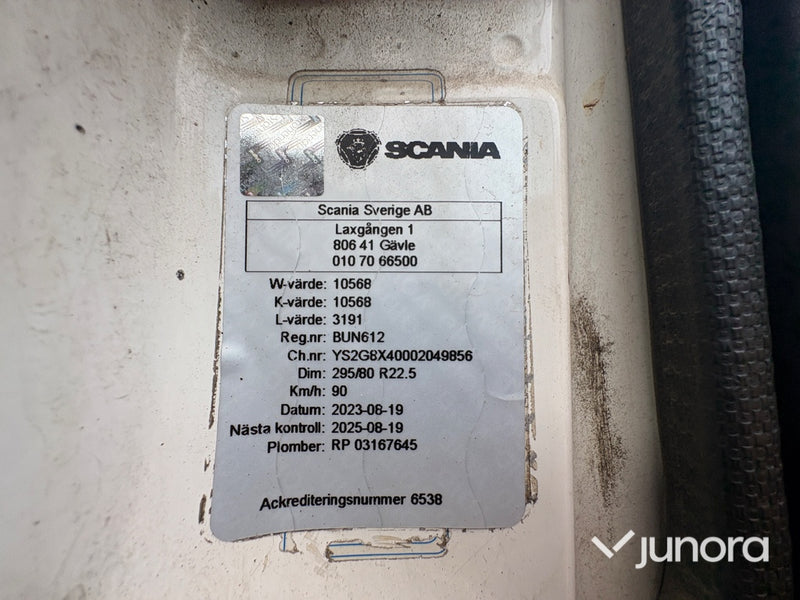 SCANIA
Scania Sverige AB
Laxgången 1
806 41 Gävle
010 70 66500
W-värde: 10568
K-värde: 10568
L-värde: 3191
Reg.nr: BUN612
Ch.nr: YS2G8X40002049856
Dim: 295/80 R22.5
Km/h: 90
Datum: 2023-08-19
Nästa kontroll: 2025-08-19
Plomber: RP 03167645
Ackrediteringsnummer 6538
junora